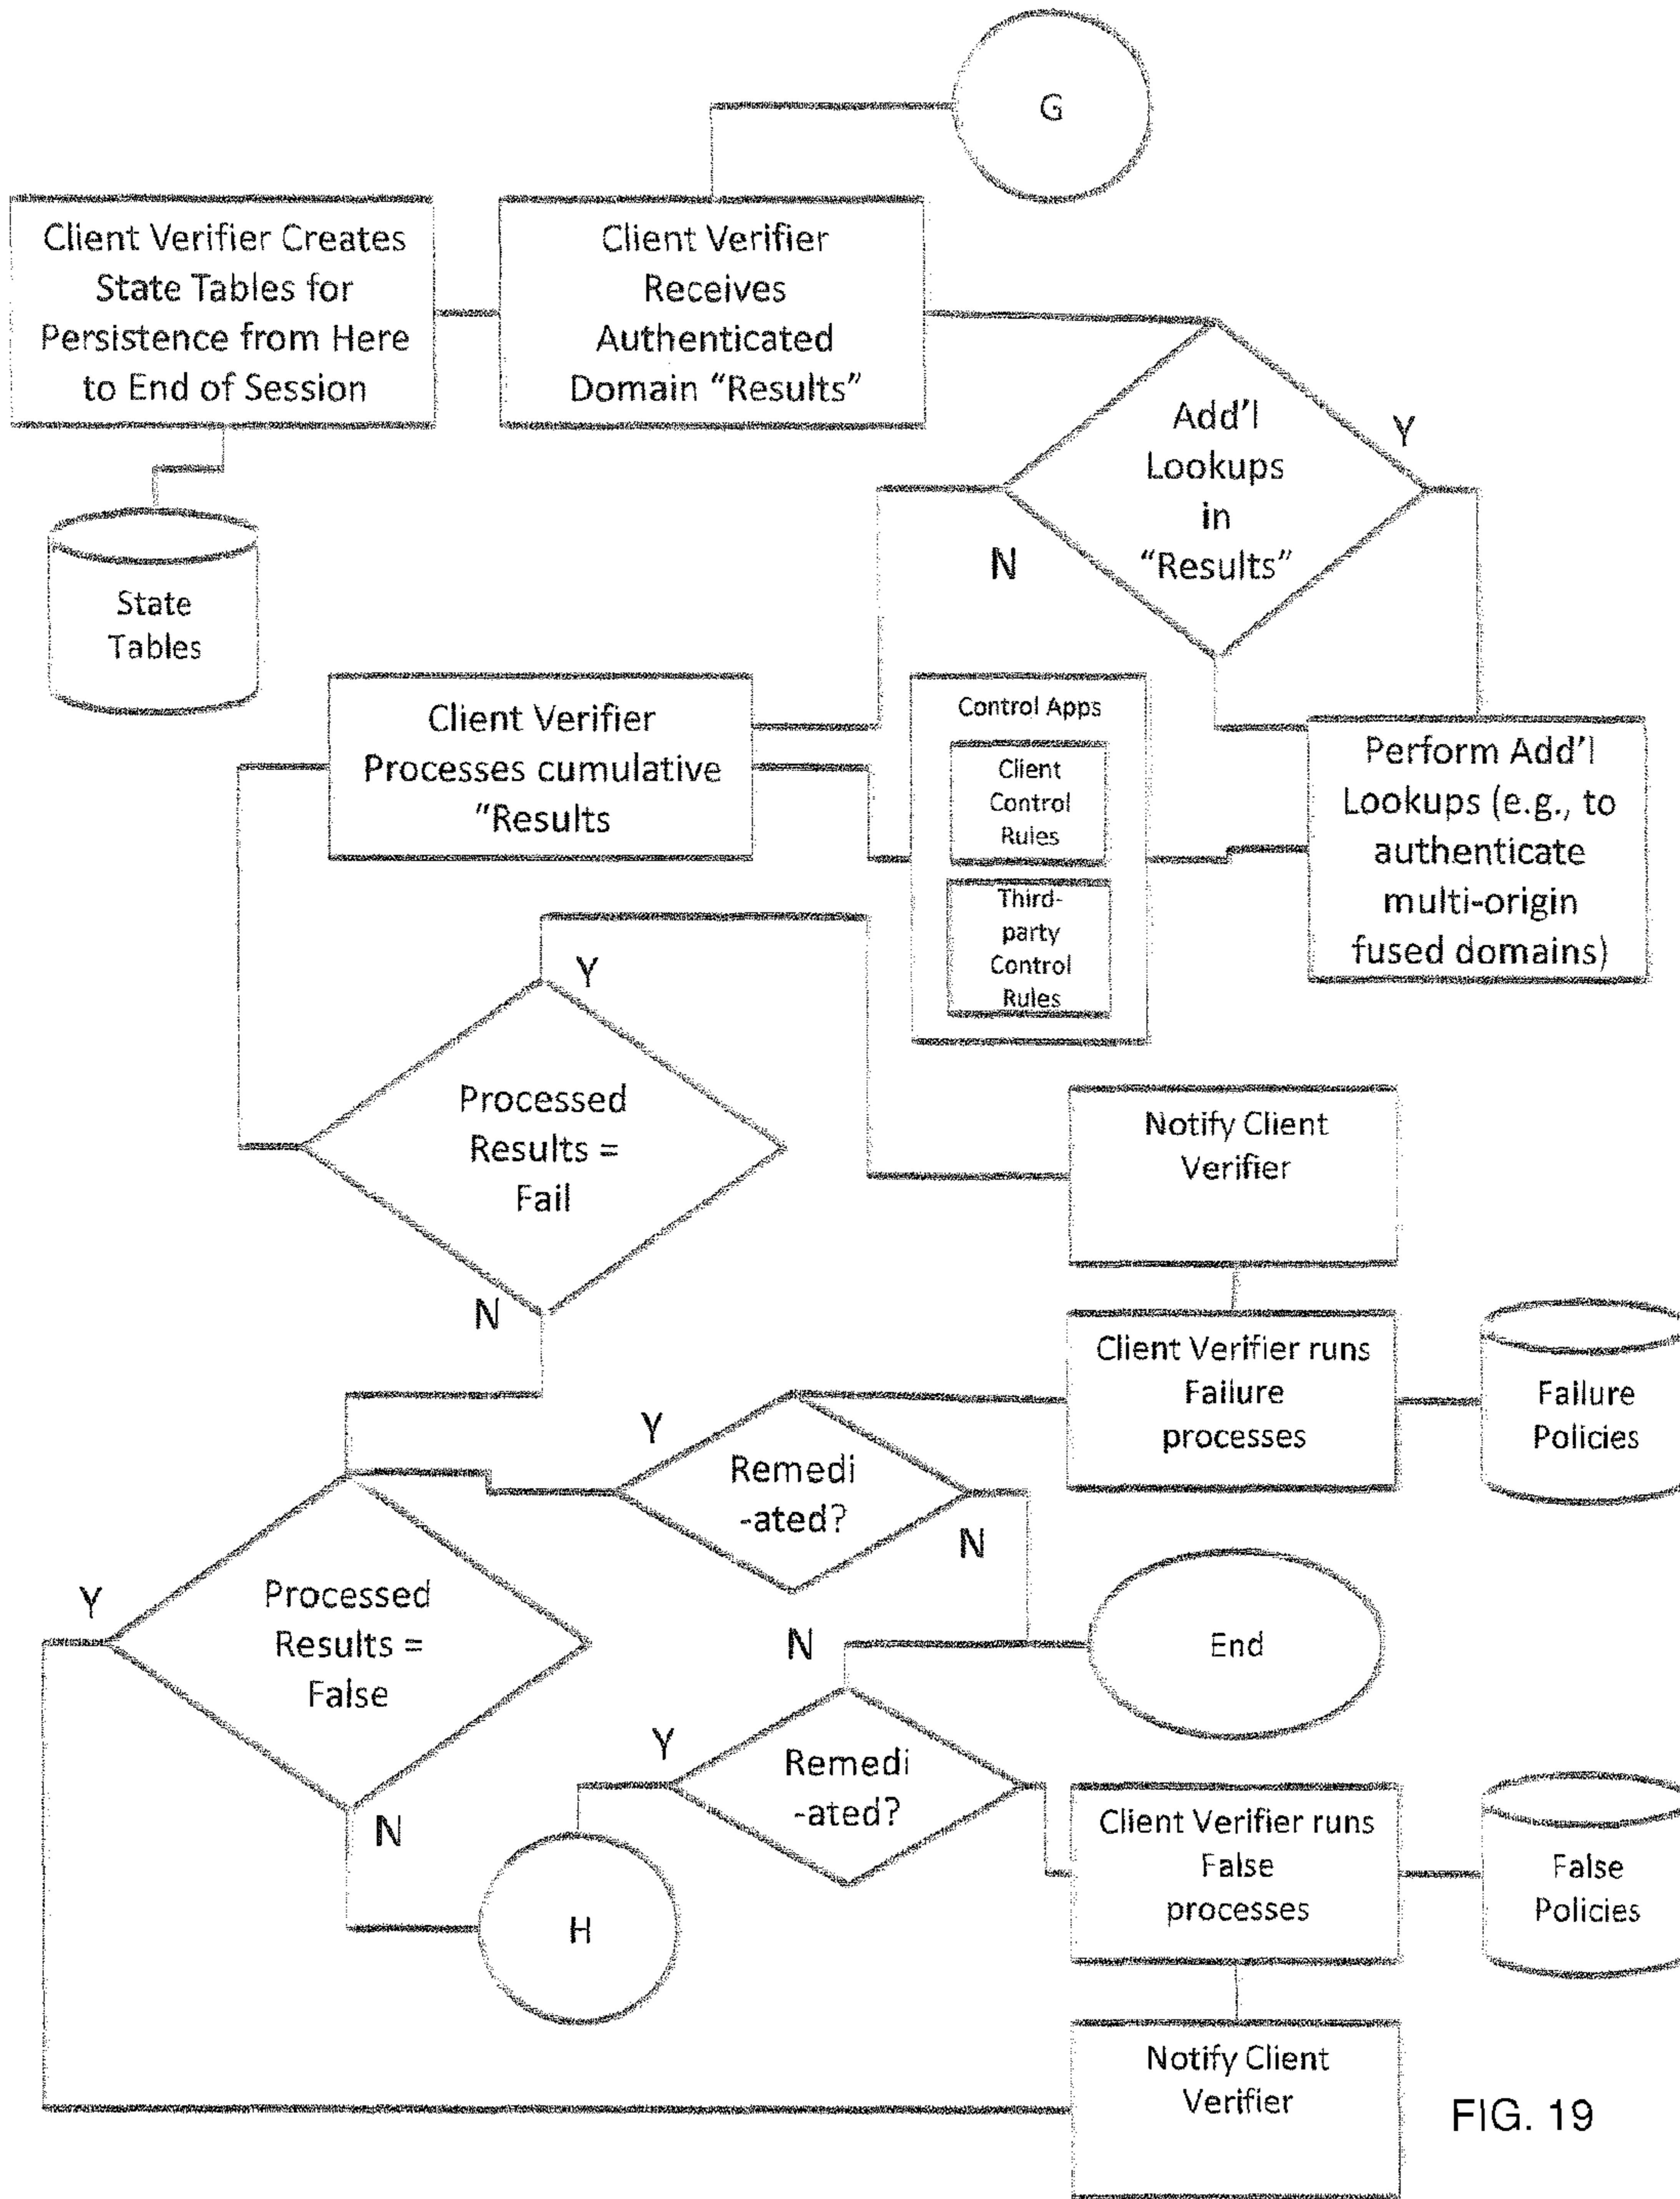 G
Client Verifier Creates
State Tables for
Persistence from Here
to End of Session
Client Verifier
Receives
Authenticated
Domain “Results”
Add’l
Lookups
in
“Results”
Y
N
State
Tables
Client Verifier
Processes cumulative
“Results
Control Apps
Client
Control
Rules
Third-
party
Control
Rules
Perform Add’l
Lookups (e.g., to
authenticate
multi-origin
fused domains)
Y
Processed
Results =
Fail
N
Notify Client
Verifier
Client Verifier runs
Failure
processes
Failure
Policies
Y
Remedi
-ated?
N
Y
Processed
Results =
False
N
N
End
Y
Remedi
-ated?
Client Verifier runs
False
processes
False
Policies
H
Notify Client
Verifier
FIG. 19